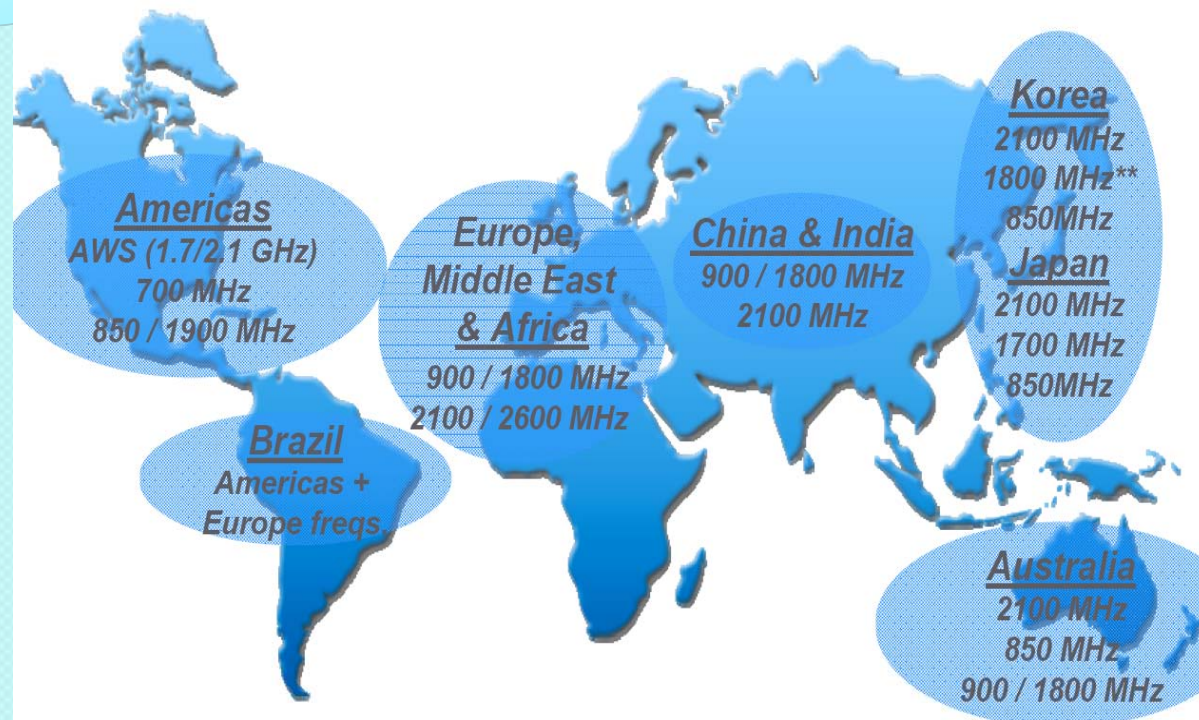 Americas
AWS (1.7/2.1 GHz)
700 MHz
850 / 1900 MHz
Brazil
Americas +
Europe freqs.
Europe,
Middle East
& Africa
900 / 1800 MHz
2100 / 2600 MHz
China & India
900 / 1800 MHz
2100 MHz
Korea
2100 MHz
1800 MHz**
850MHz
Japan
2100 MHz
1700 MHz
850MHz
Australia
2100 MHz
850 MHz
900 / 1800 MHz